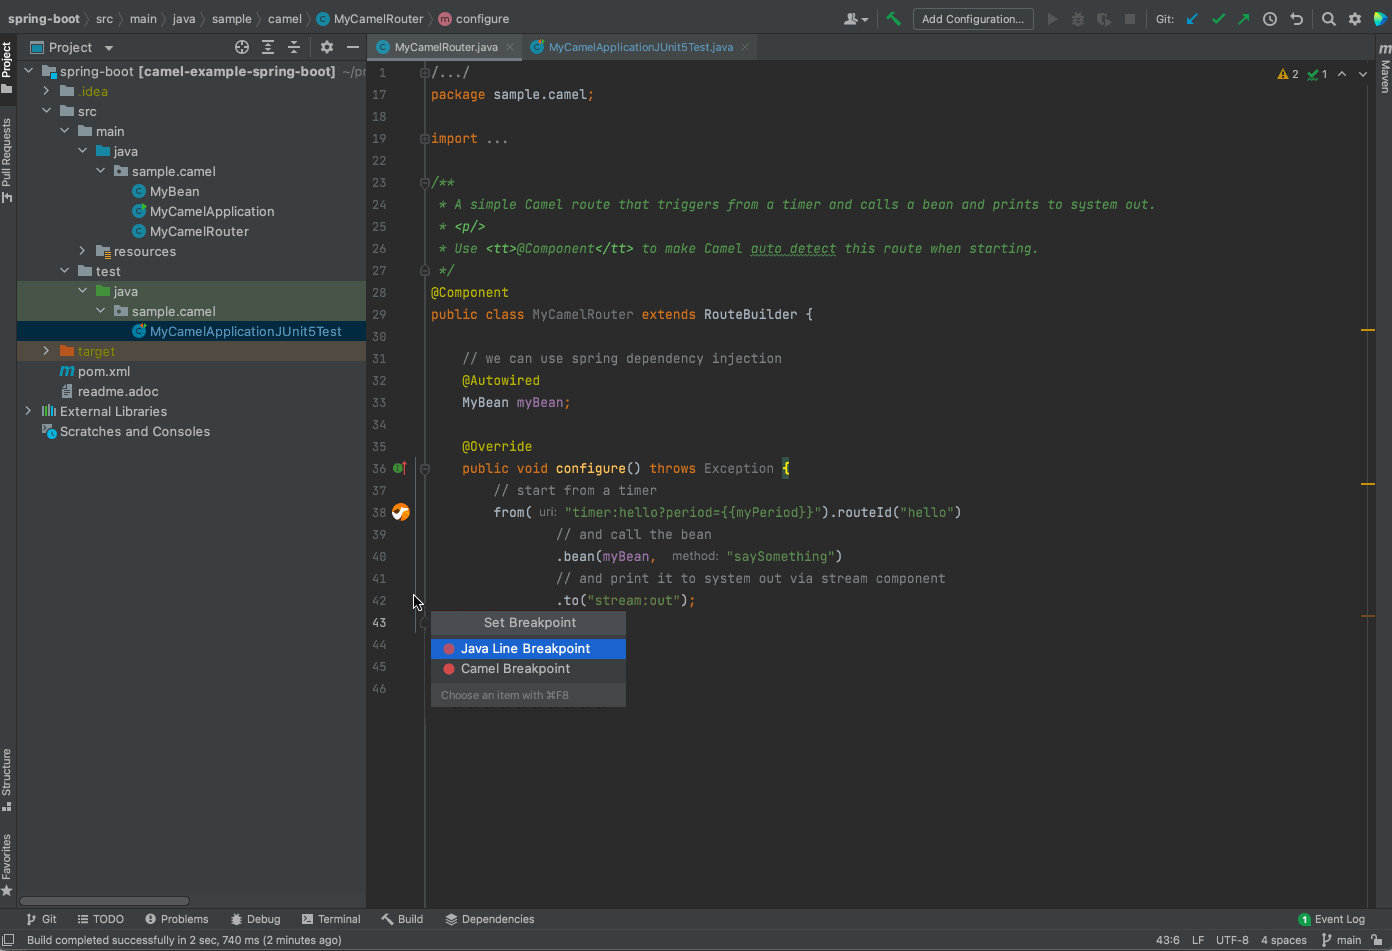 spring-boot src main java sample camel MyCamelRouter configure
Add Configuration...
Git:
Project
MyCamelRouter.java
MyCamelApplicationJUnit5Test.java
Project
Pull Requests
Structure
Favorites
Maven
spring-boot [camel-example-spring-boot]
.idea
src
main
java
sample.camel
MyBean
MyCamelApplication
MyCamelRouter
resources
test
java
sample.camel
MyCamelApplicationJUnit5Test
target
pom.xml
readme.adoc
External Libraries
Scratches and Consoles
2 1
1 /.../
17 package sample.camel;
18
19 import ...
22
23 /**
24 * A simple Camel route that triggers from a timer and calls a bean and prints to system out.
25 * <p/>
26 * Use <tt>@Component</tt> to make Camel auto detect this route when starting.
27 */
28 @Component
29 public class MyCamelRouter extends RouteBuilder {
30
31 // we can use spring dependency injection
32 @Autowired
33 MyBean myBean;
34
35 @Override
36 public void configure() throws Exception {
37 // start from a timer
38 from( uri: "timer:hello?period={{myPeriod}}").routeId("hello")
39 // and call the bean
40 .bean(myBean, method: "saySomething")
41 // and print it to system out via stream component
42 .to("stream:out");
43
44
45
46
Set Breakpoint
Java Line Breakpoint
Camel Breakpoint
Choose an item with ⌘F8
Git TODO Problems Debug Terminal Build Dependencies
1 Event Log
Build completed successfully in 2 sec, 740 ms (2 minutes ago)
43:6 LF UTF-8 4 spaces main